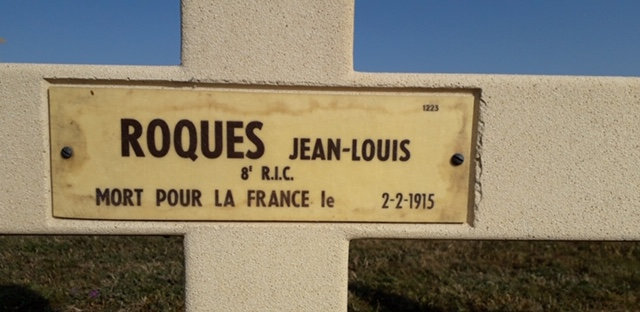 1223
ROQUES JEAN-LOUIS
8e R.I.C.
MORT POUR LA FRANCE le 2-2-1915